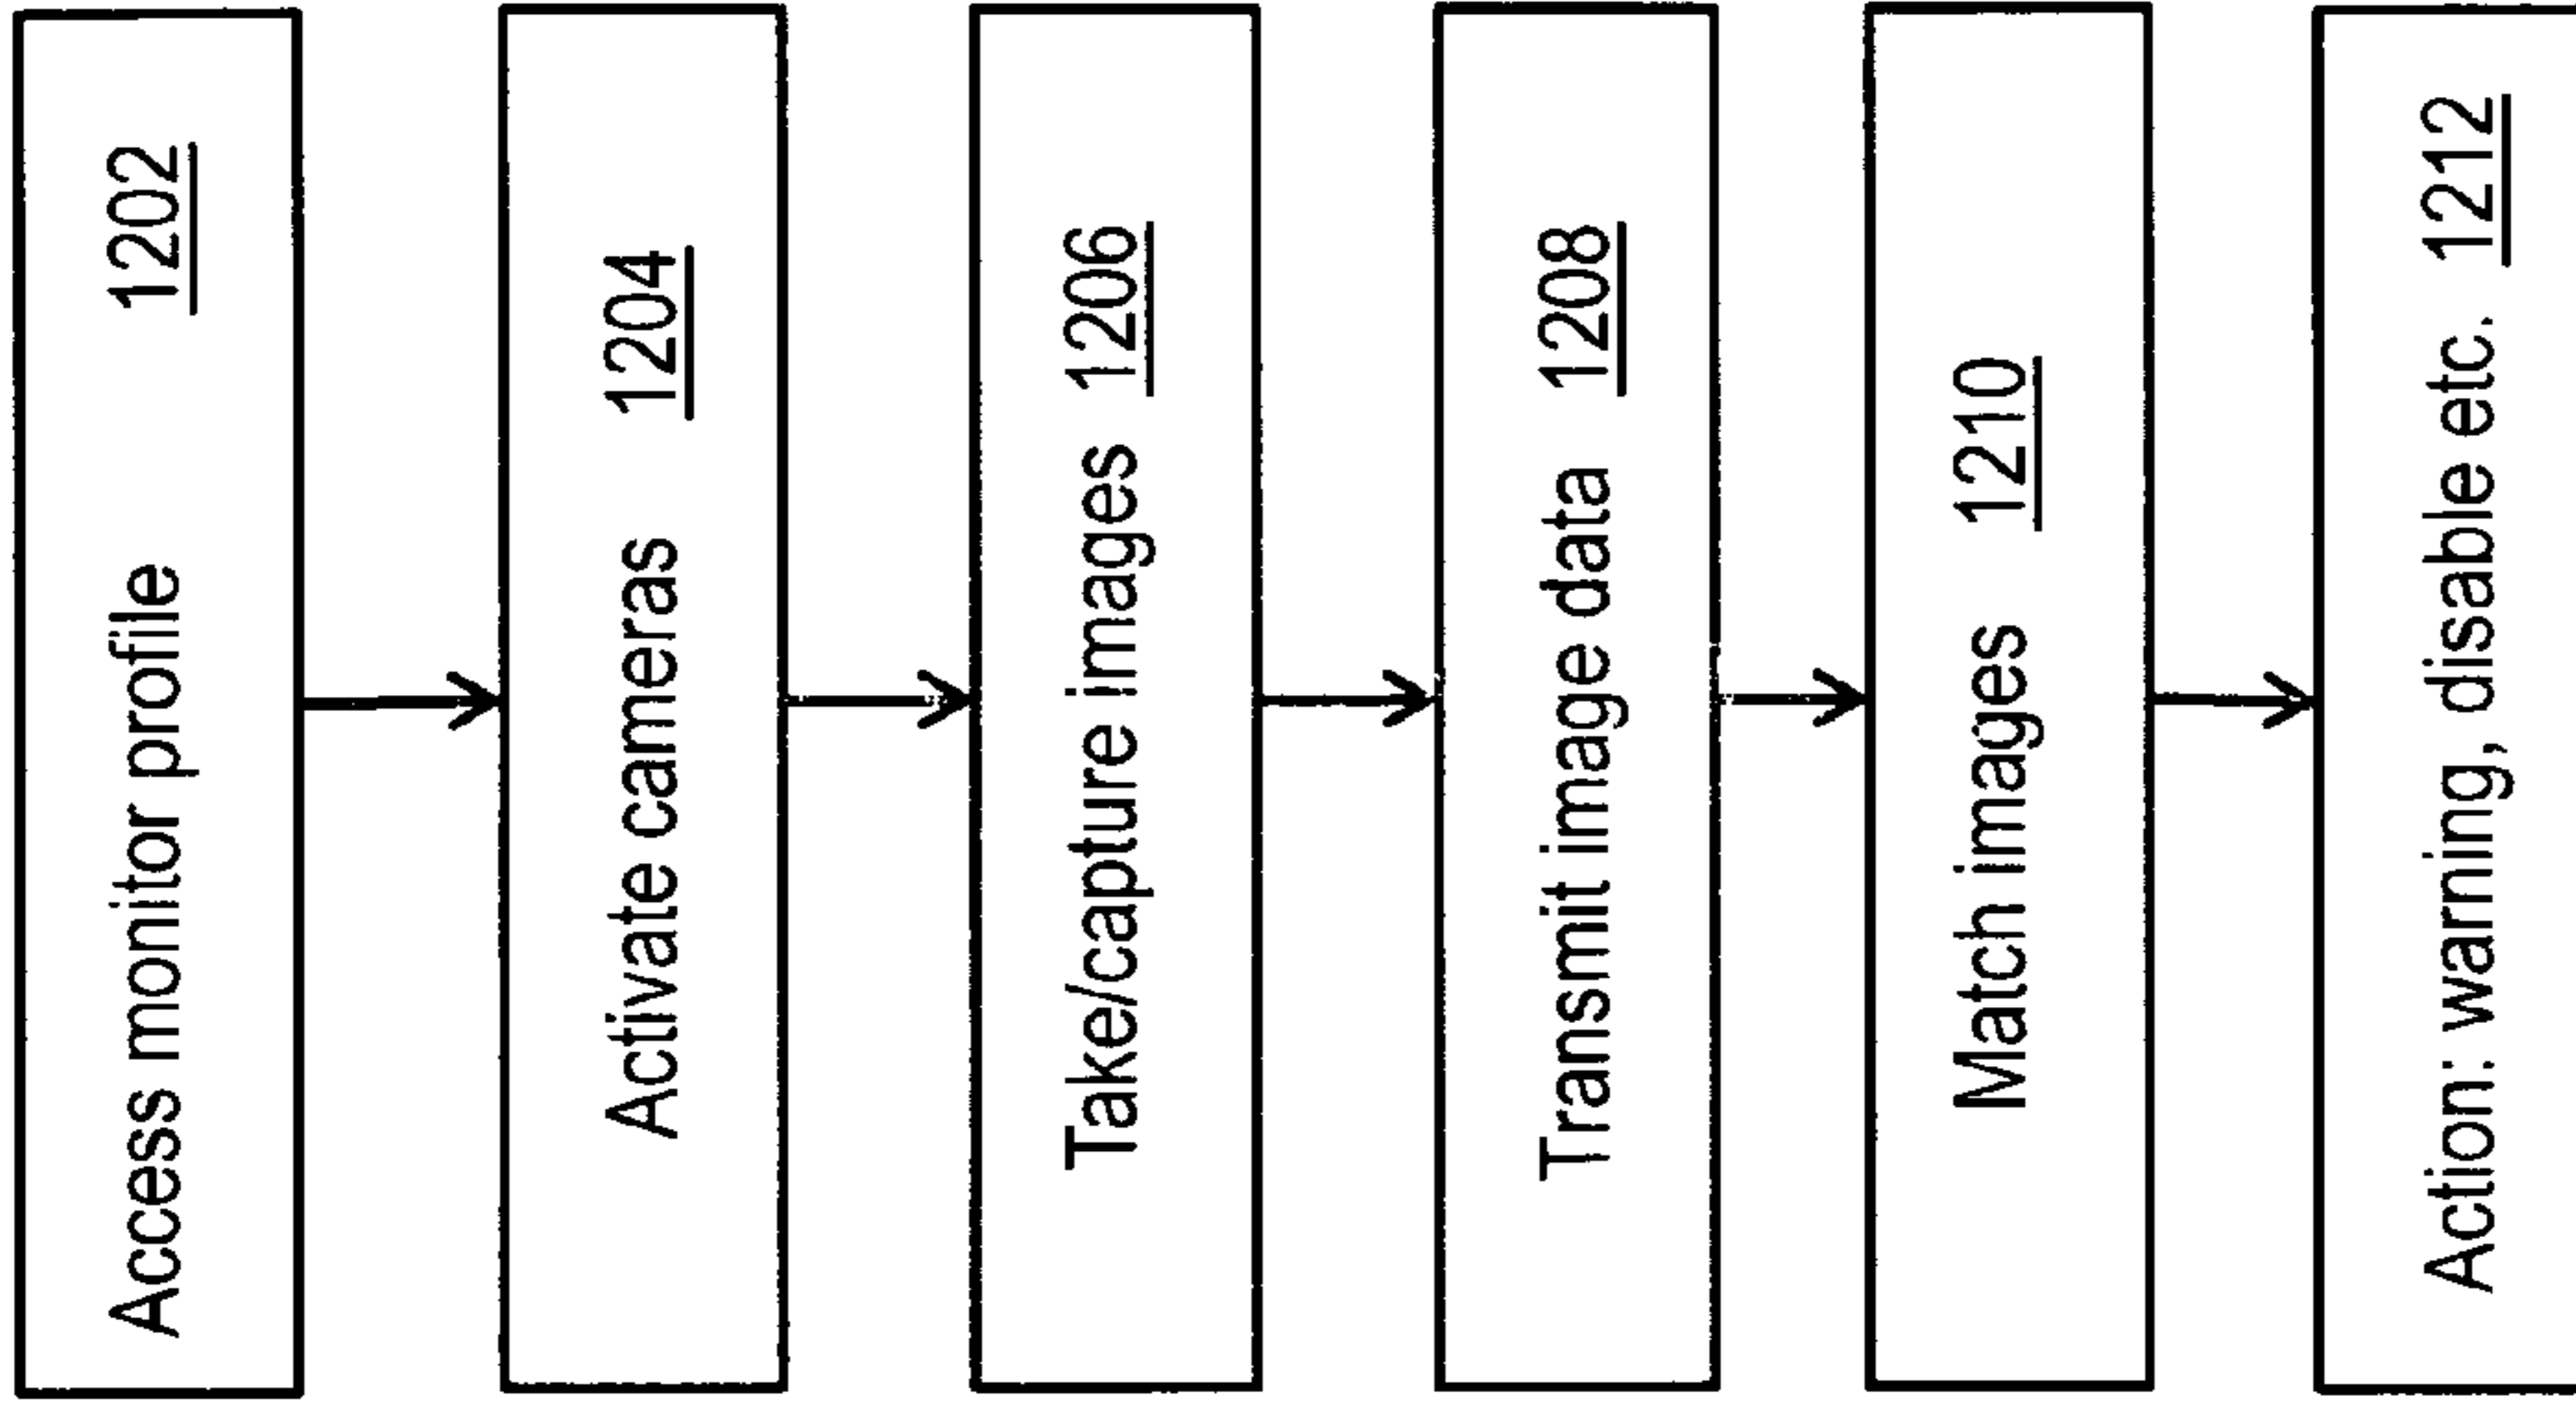 Access monitor profile 1202
Activate cameras 1204
Take/capture images 1206
Transmit image data 1208
Match images 1210
Action: warning, disable etc. 1212